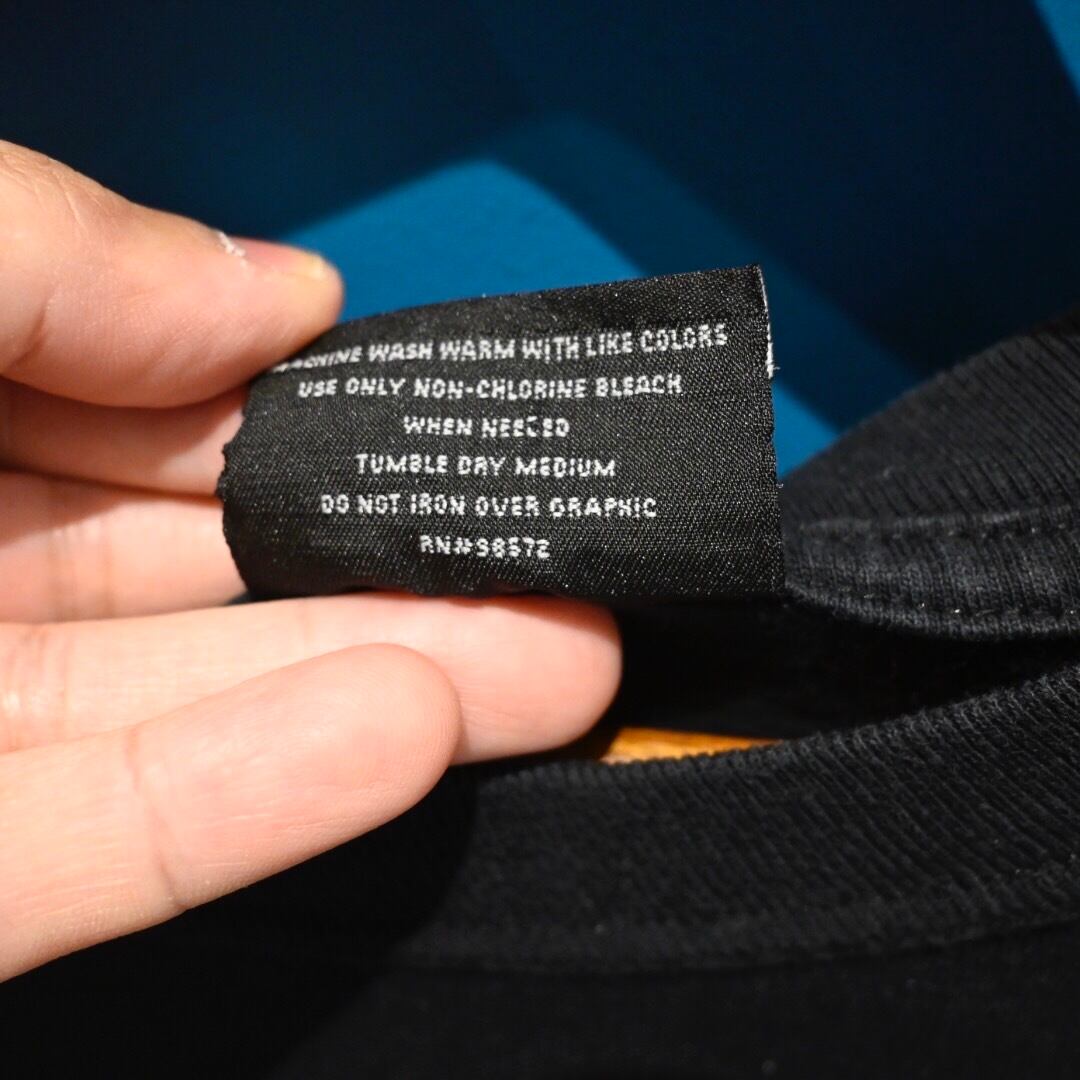 MACHINE WASH WARM WITH LIKE COLORS
USE ONLY NON-CHLORINE BLEACH
WHEN NEEDED
TUMBLE DRY MEDIUM
DO NOT IRON OVER GRAPHIC
RN#98572